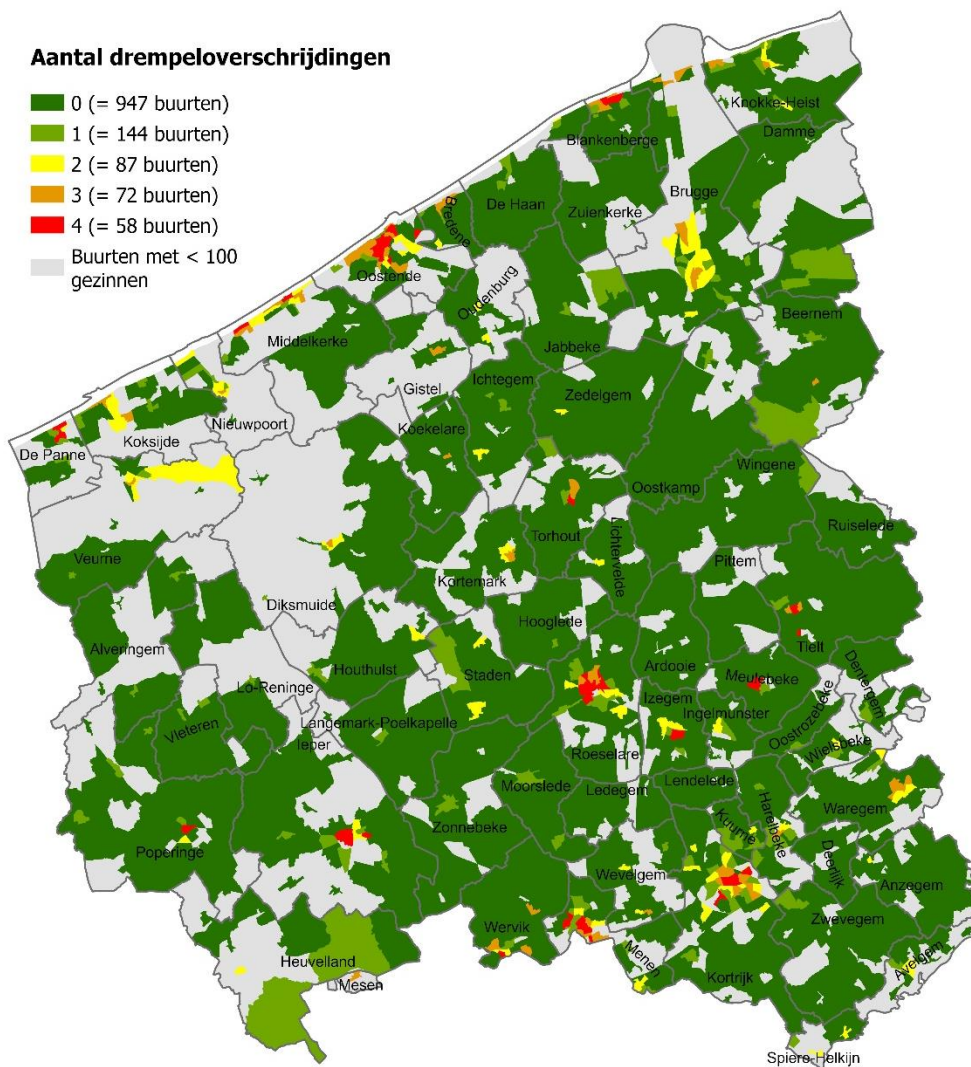 Aantal drempeloverschrijdingen
0 (= 947 buurten)
1 (= 144 buurten)
2 (= 87 buurten)
3 (= 72 buurten)
4 (= 58 buurten)
Buurten met < 100
gezinnen
Knokke-Heist
Damme
Blankenberge
Brugge
De Haan
Zuienkerke
Bredene
Oostende
Oudenburg
Beernem
Middelkerke
Jabbeke
Gistel
Ichtegem
Zedelgem
Nieuwpoort
Koksijde
De Panne
Koekelare
Wingene
Oostkamp
Ruiselede
Torhout
Lichtervelde
Veurne
Pittem
Kortemark
Diksmuide
Hooglede
Alveringem
Tielt
Houthulst
Staden
Ardooie
Meulebeke
Dentergem
Lo-Reninge
Izegem
Ingelmunster
Oostrozebeke
Vleteren
Langemark-Poelkapelle
Ieper
Wielsbeke
Roeselare
Moorslede
Ledegem
Lendelede
Waregem
Harelbeke
Kuurne
Zonnebeke
Poperinge
Deerlijk
Anzegem
Wevelgem
Zwevegem
Wervik
Menen
Heuvelland
Avelgem
Kortrijk
Mesen
Spiere-Helkijn